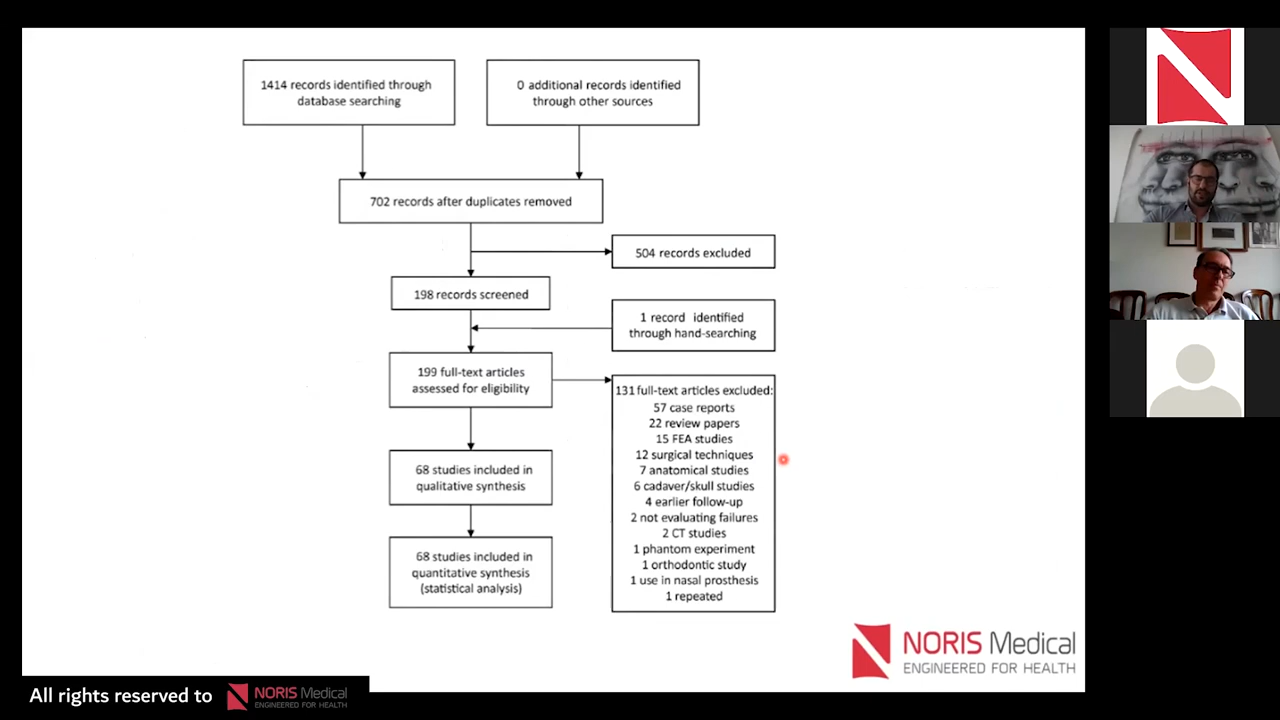 1414 records identified through
database searching
0 additional records identified
through other sources
702 records after duplicates removed
504 records excluded
198 records screened
1 record identified
through hand-searching
199 full-text articles
assessed for eligibility
131 full-text articles excluded:
57 case reports
22 review papers
15 FEA studies
12 surgical techniques
7 anatomical studies
6 cadaver/skull studies
4 earlier follow-up
2 not evaluating failures
2 CT studies
1 phantom experiment
1 orthodontic study
1 use in nasal prosthesis
1 repeated
68 studies included in
qualitative synthesis
68 studies included in
quantitative synthesis
(statistical analysis)
NORIS Medical
ENGINEERED FOR HEALTH
All rights reserved to
NORIS Medical
ENGINEERED FOR HEALTH